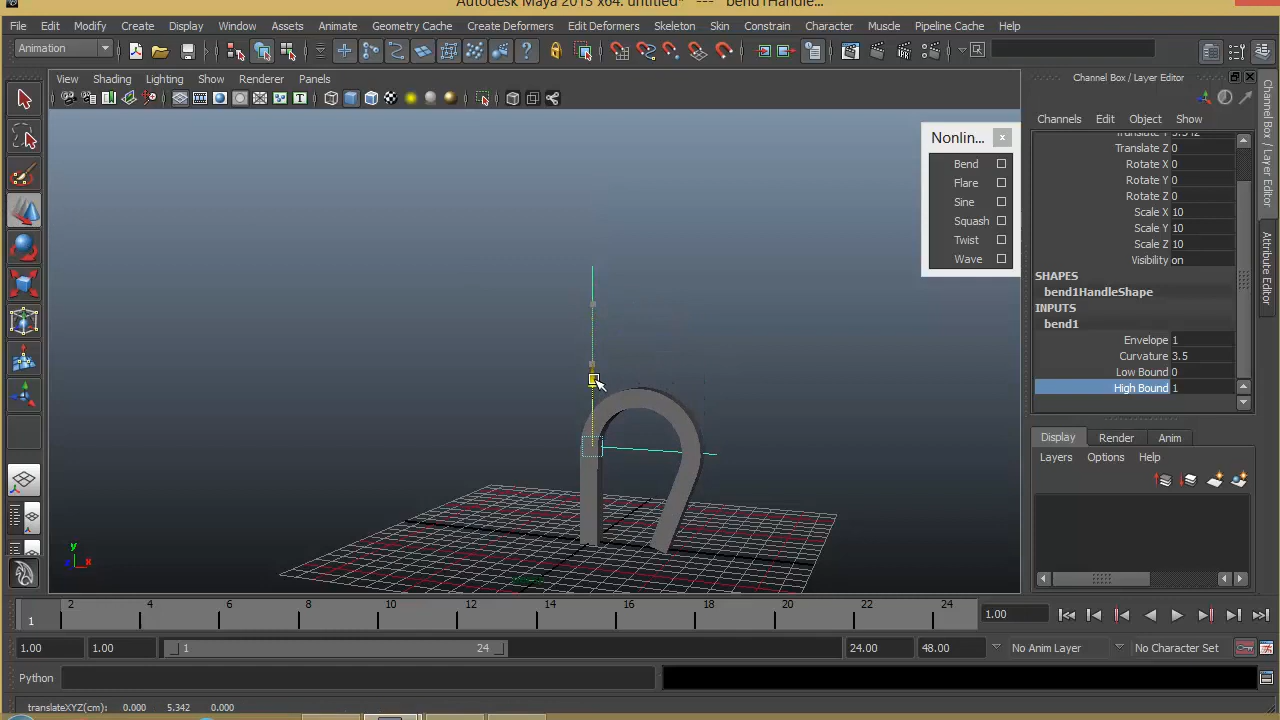 Autodesk Maya 2013 x64: untitled* --- bend1Handle...
File Edit Modify Create Display Window Assets Animate Geometry Cache Create Deformers Edit Deformers Skeleton Skin Constrain Character Muscle Pipeline Cache Help
Animation
View Shading Lighting Show Renderer Panels
Channel Box / Layer Editor
Channels Edit Object Show
Translate Y 5.342
Translate Z 0
Rotate X 0
Rotate Y 0
Rotate Z 0
Scale X 10
Scale Y 10
Scale Z 10
Visibility on
SHAPES
bend1HandleShape
INPUTS
bend1
Envelope 1
Curvature 3.5
Low Bound 0
High Bound 1
Channel Box / Layer Editor
Attribute Editor
Nonlin...
Bend
Flare
Sine
Squash
Twist
Wave
Display Render Anim
Layers Options Help
y
z x
1 2 4 6 8 10 12 14 16 18 20 22 24
1.00
1.00 1.00 1 24 24.00 48.00 No Anim Layer No Character Set
Python
translateXYZ(cm): 0.000 5.342 0.000